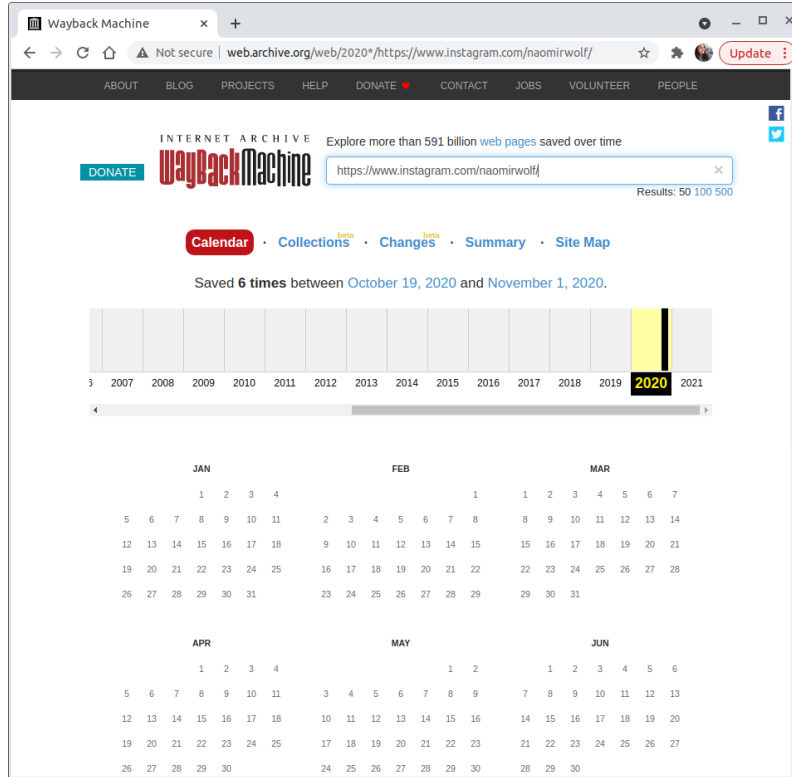 Wayback Machine
Not secure | web.archive.org/web/2020*/https://www.instagram.com/naomirwolf/ Update
ABOUT BLOG PROJECTS HELP DONATE CONTACT JOBS VOLUNTEER PEOPLE
INTERNET ARCHIVE
WayBackMachine
DONATE
Explore more than 591 billion web pages saved over time
https://www.instagram.com/naomirwolf/
Results: 50 100 500
Calendar · Collections beta · Changes beta · Summary · Site Map
Saved 6 times between October 19, 2020 and November 1, 2020.
6 2007 2008 2009 2010 2011 2012 2013 2014 2015 2016 2017 2018 2019 2020 2021
JAN FEB MAR
1 2 3 4 1 1 2 3 4 5 6 7
5 6 7 8 9 10 11 2 3 4 5 6 7 8 8 9 10 11 12 13 14
12 13 14 15 16 17 18 9 10 11 12 13 14 15 15 16 17 18 19 20 21
19 20 21 22 23 24 25 16 17 18 19 20 21 22 22 23 24 25 26 27 28
26 27 28 29 30 31 23 24 25 26 27 28 29 29 30 31
APR MAY JUN
1 2 3 4 1 2 1 2 3 4 5 6
5 6 7 8 9 10 11 3 4 5 6 7 8 9 7 8 9 10 11 12 13
12 13 14 15 16 17 18 10 11 12 13 14 15 16 14 15 16 17 18 19 20
19 20 21 22 23 24 25 17 18 19 20 21 22 23 21 22 23 24 25 26 27
26 27 28 29 30 24 25 26 27 28 29 30 28 29 30